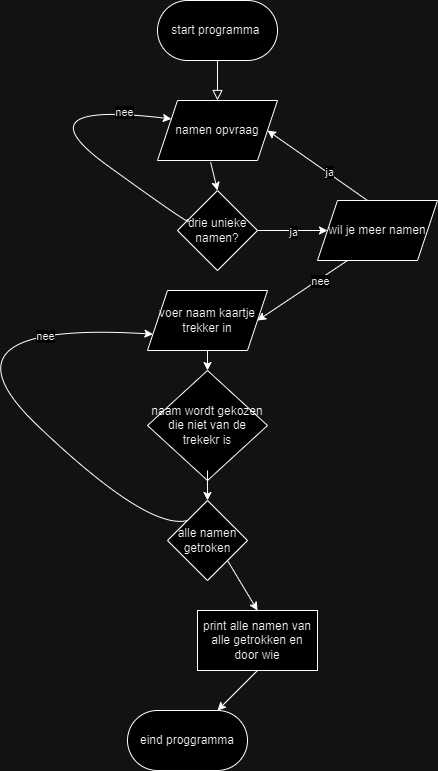 start programma
nee
namen opvraag
ja
drie unieke
namen?
ja
wil je meer namen
nee
voer naam kaartje
trekker in
nee
naam wordt gekozen
die niet van de
trekekr is
alle namen
getroken
print alle namen van
alle getrokken en
door wie
eind proggramma